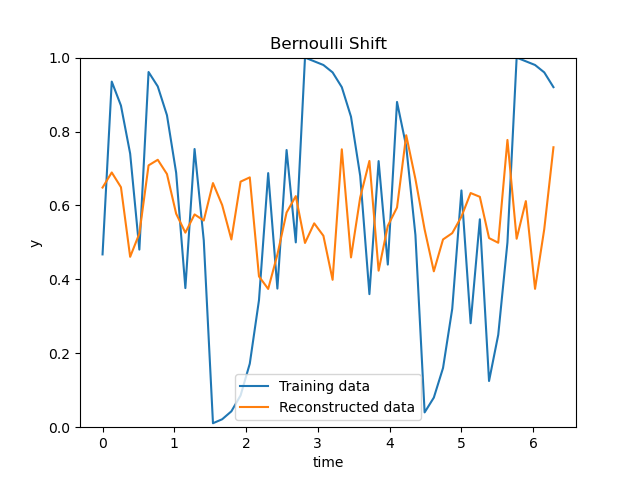 Bernoulli Shift
1.0
0.8
0.6
0.4
0.2
0.0
y
Training data
Reconstructed data
0 1 2 3 4 5 6
time